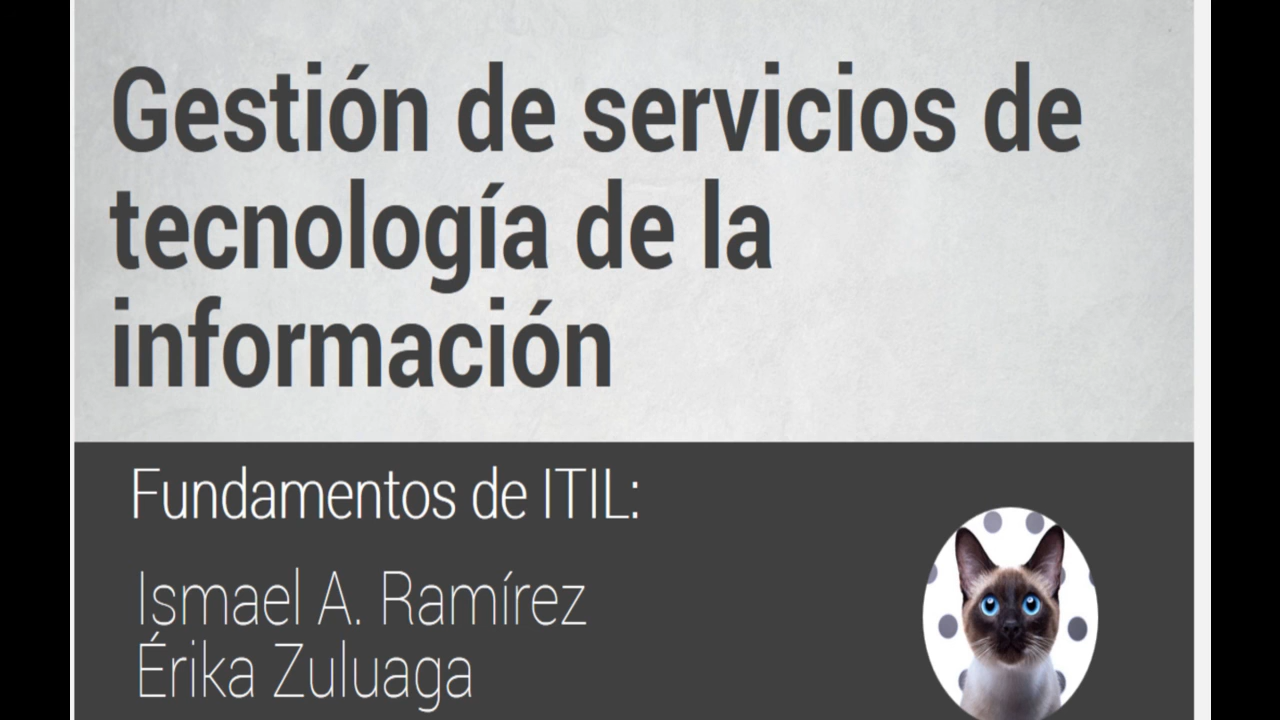 Gestión de servicios de
tecnología de la
información
Fundamentos de ITIL:
Ismael A. Ramírez
Érika Zuluaga